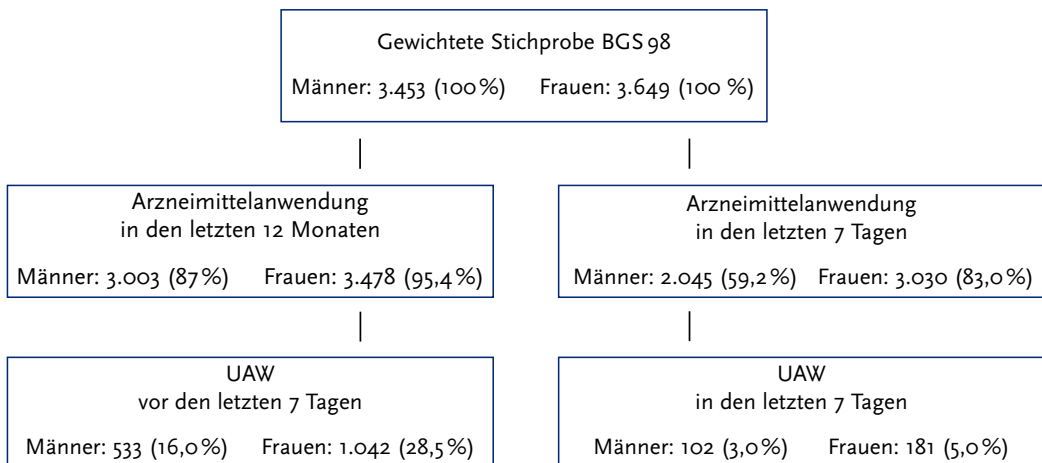 Gewichtete Stichprobe BGS 98
Männer: 3.453 (100 %) Frauen: 3.649 (100 %)
Arzneimittelanwendung
in den letzten 12 Monaten
Männer: 3.003 (87 %) Frauen: 3.478 (95,4 %)
Arzneimittelanwendung
in den letzten 7 Tagen
Männer: 2.045 (59,2 %) Frauen: 3.030 (83,0 %)
UAW
vor den letzten 7 Tagen
Männer: 533 (16,0 %) Frauen: 1.042 (28,5 %)
UAW
in den letzten 7 Tagen
Männer: 102 (3,0 %) Frauen: 181 (5,0 %)